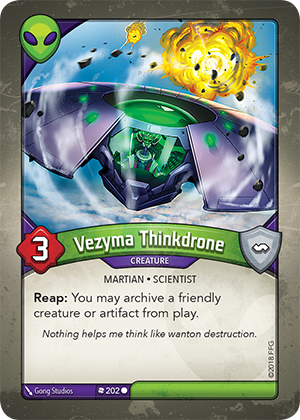 Vezyma Thinkdrone
3
CREATURE
MARTIAN • SCIENTIST
Reap: You may archive a friendly
creature or artifact from play.
Nothing helps me think like wanton destruction.
©2018 FFG
Gong Studios
202